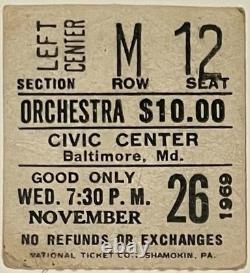 LEFT CENTER M 12
SECTION ROW SEAT
ORCHESTRA $10.00
CIVIC CENTER
Baltimore, Md.
GOOD ONLY
WED. 7:30 P. M.
NOVEMBER 26 1969
NO REFUNDS OR EXCHANGES
NATIONAL TICKET CO. SHAMOKIN, PA.